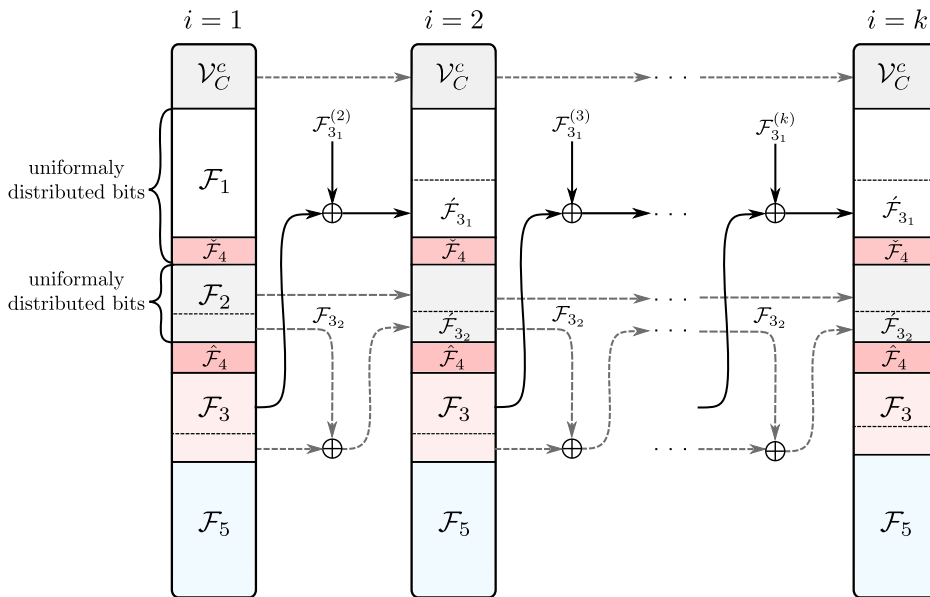 i = 1
i = 2
i = k
𝒱_C^c
𝒱_C^c
· · ·
𝒱_C^c
ℱ_{3_1}^{(2)}
ℱ_{3_1}^{(3)}
ℱ_{3_1}^{(k)}
uniformaly
distributed bits
ℱ_1
ℱ́_{3_1}
· · ·
ℱ́_{3_1}
ℱ̌_4
ℱ̌_4
ℱ̌_4
uniformaly
distributed bits
ℱ_2
· · ·
ℱ_{3_2}
ℱ́_{3_2}
ℱ_{3_2}
· · ·
ℱ_{3_2}
ℱ́_{3_2}
ℱ̂_4
ℱ̂_4
ℱ̂_4
ℱ_3
ℱ_3
ℱ_3
· · ·
ℱ_5
ℱ_5
ℱ_5